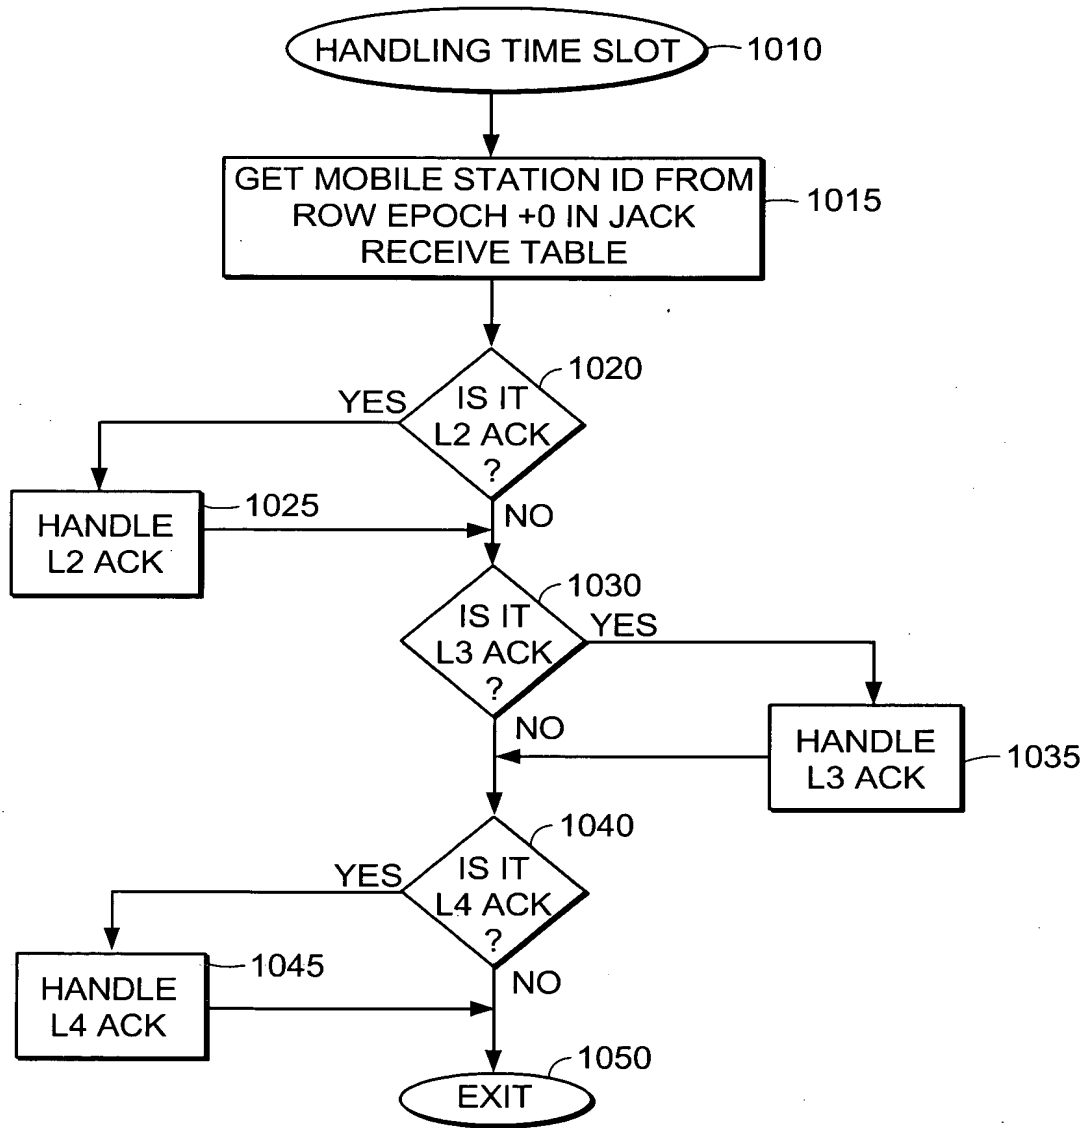 HANDLING TIME SLOT
1010
GET MOBILE STATION ID FROM
ROW EPOCH +0 IN JACK
RECEIVE TABLE
1015
1020
IS IT
L2 ACK
?
YES
NO
HANDLE
L2 ACK
1025
1030
IS IT
L3 ACK
?
YES
NO
HANDLE
L3 ACK
1035
1040
IS IT
L4 ACK
?
YES
NO
HANDLE
L4 ACK
1045
1050
EXIT